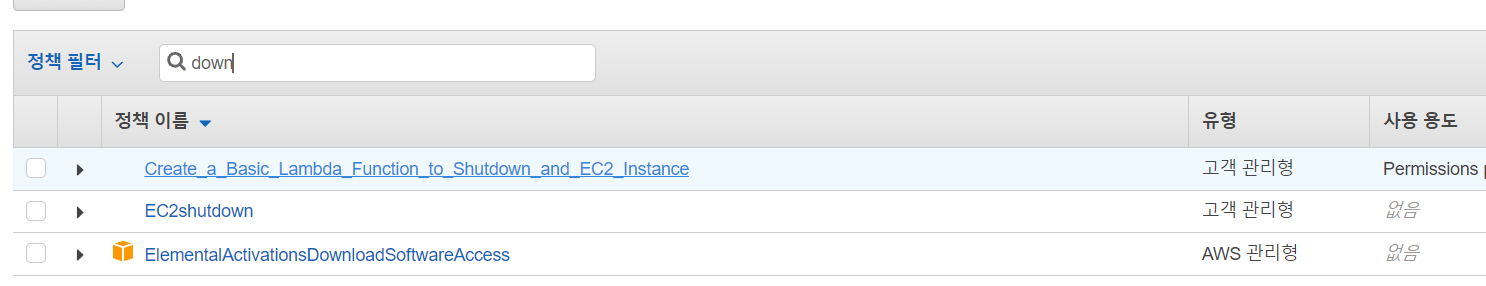 정책 필터 down
정책 이름 유형 사용 용도
Create_a_Basic_Lambda_Function_to_Shutdown_and_EC2_Instance 고객 관리형 Permissions
EC2shutdown 고객 관리형 없음
ElementalActivationsDownloadSoftwareAccess AWS 관리형 없음